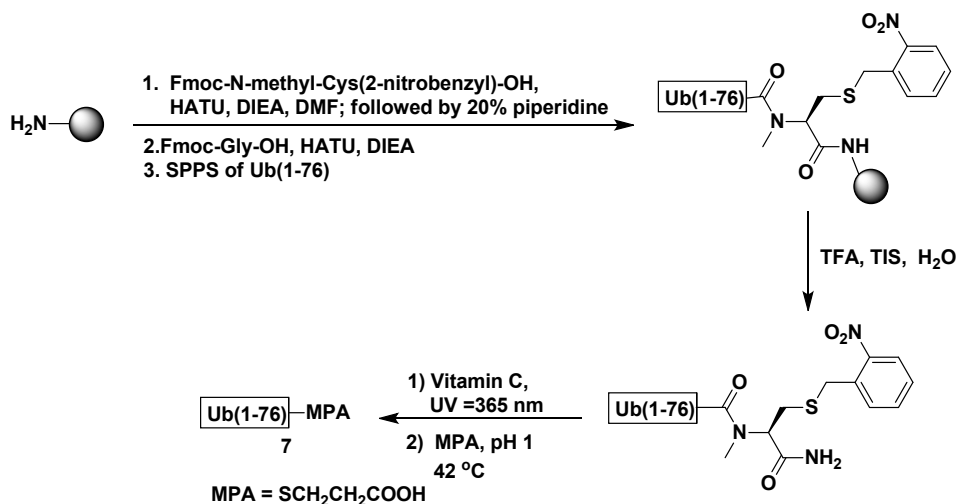 H₂N
1. Fmoc-N-methyl-Cys(2-nitrobenzyl)-OH,
HATU, DIEA, DMF; followed by 20% piperidine
2.Fmoc-Gly-OH, HATU, DIEA
3. SPPS of Ub(1-76)
O₂N
O
Ub(1-76)
S
N
NH
O
TFA, TIS, H₂O
O₂N
O
Ub(1-76)
S
N
NH₂
O
1) Vitamin C,
UV =365 nm
2) MPA, pH 1
42 °C
Ub(1-76)-MPA
7
MPA = SCH₂CH₂COOH